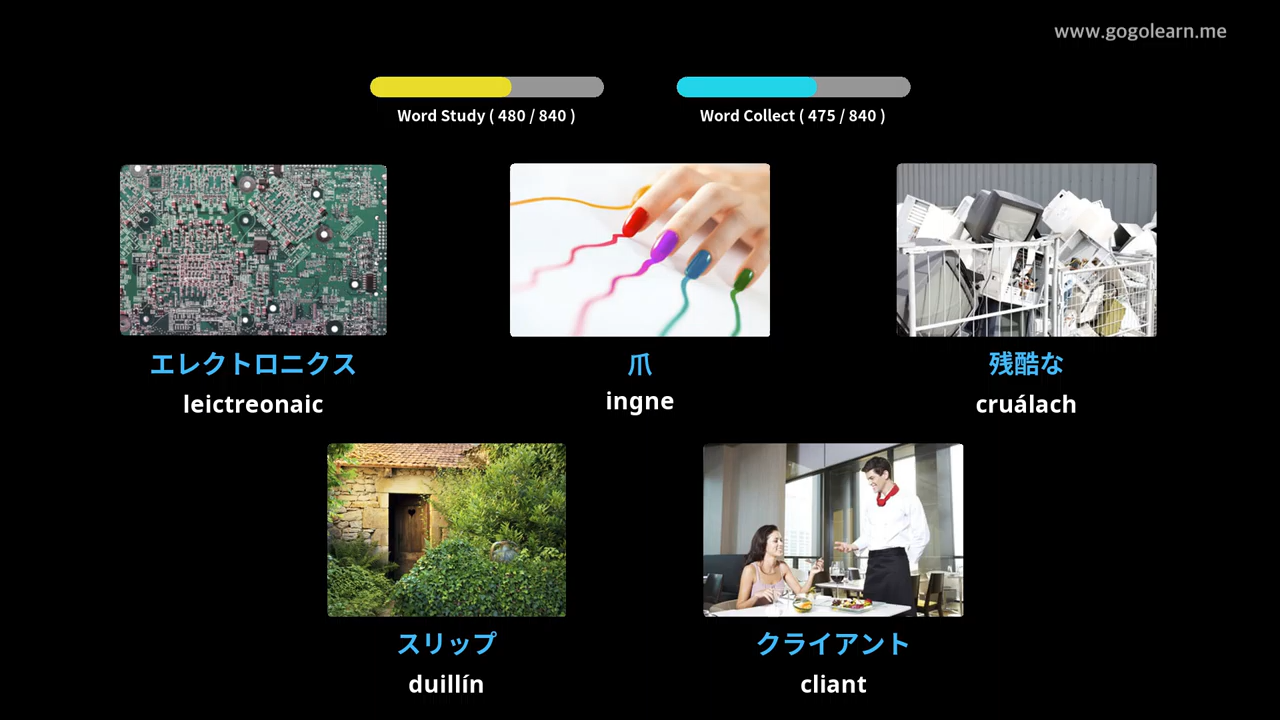 www.gogolearn.me
Word Study ( 480 / 840 )
Word Collect ( 475 / 840 )
エレクトロニクス
leictreonaic
爪
ingne
残酷な
cruálach
スリップ
duillín
クライアント
cliant